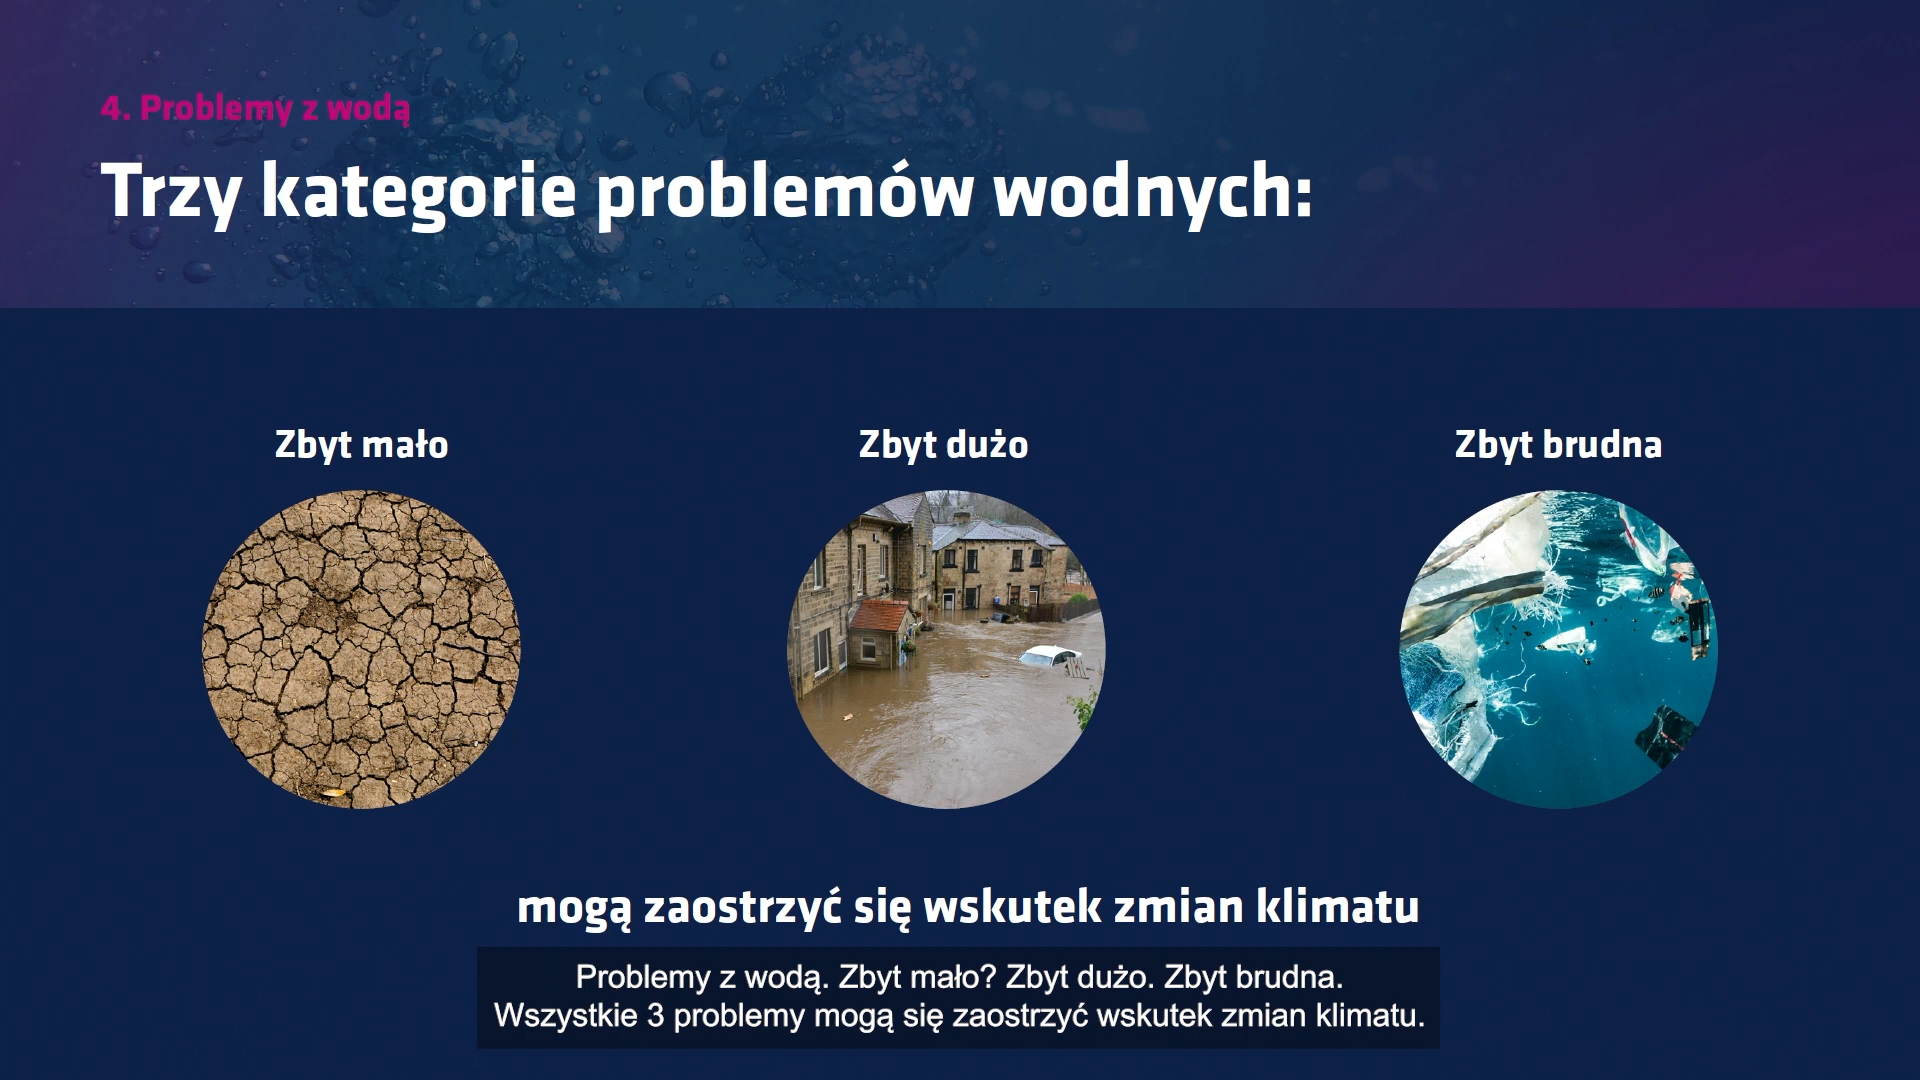 4. Problemy z wodą
Trzy kategorie problemów wodnych:
Zbyt mało
Zbyt dużo
Zbyt brudna
mogą zaostrzyć się wskutek zmian klimatu
Problemy z wodą. Zbyt mało? Zbyt dużo. Zbyt brudna.
Wszystkie 3 problemy mogą się zaostrzyć wskutek zmian klimatu.